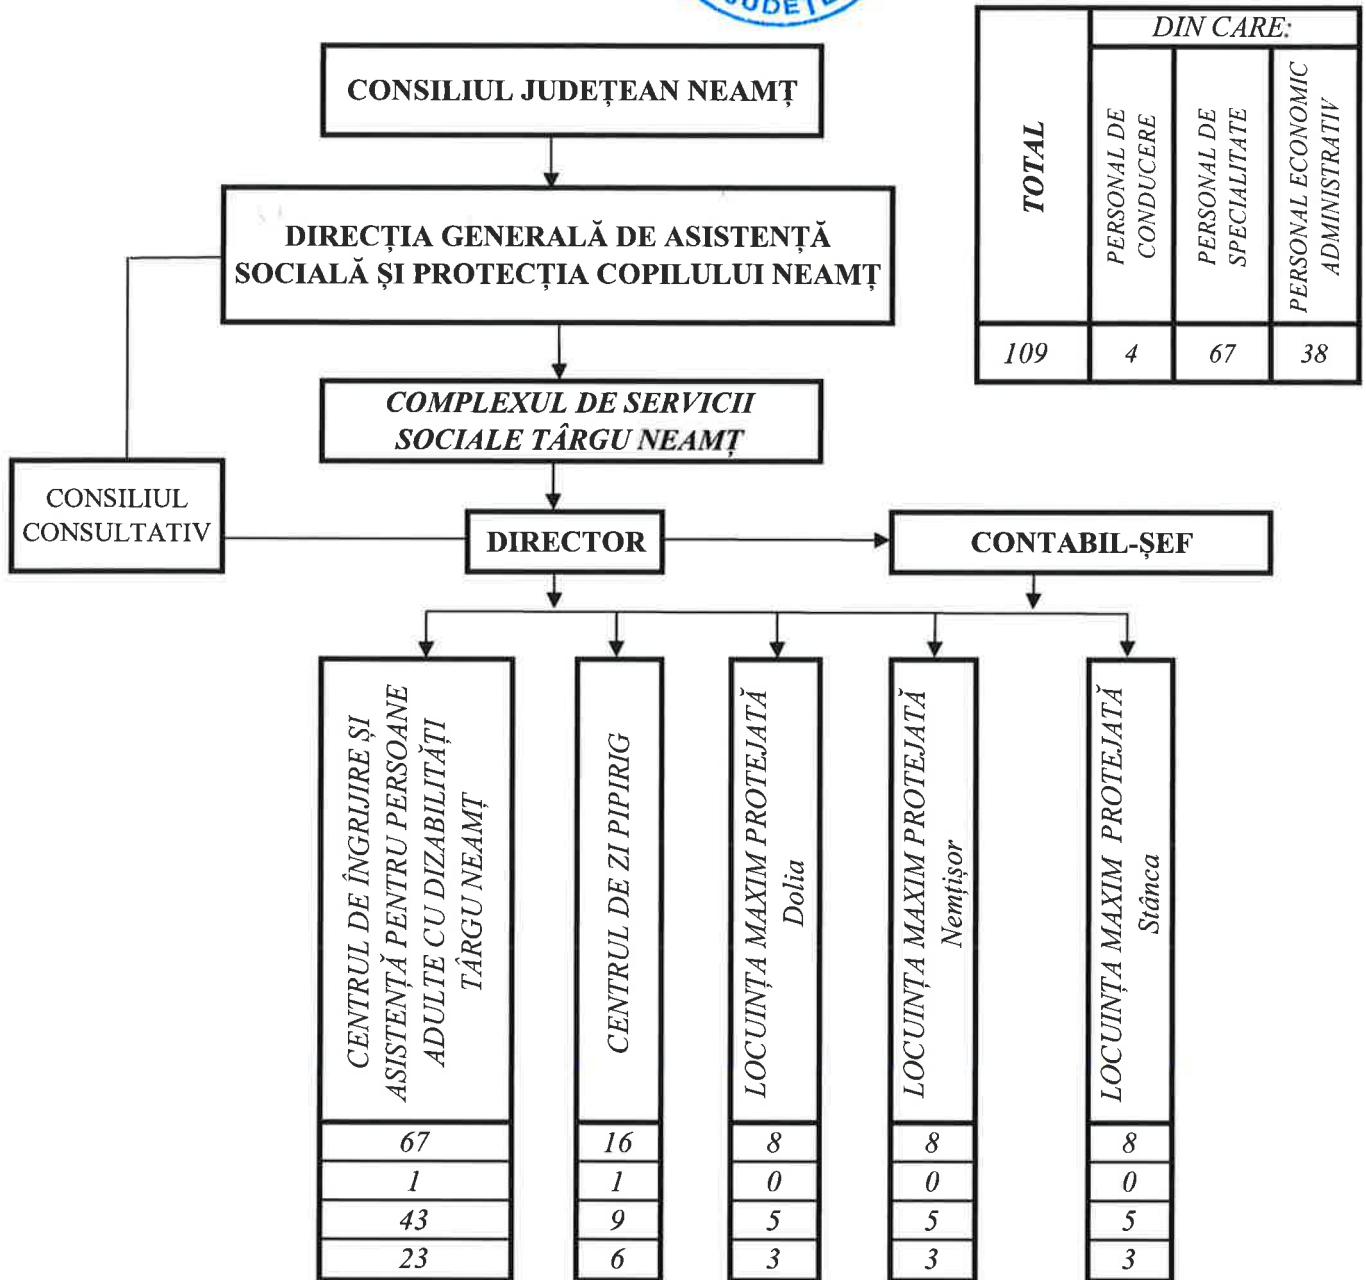 JUDEȚE
DIN CARE:
TOTAL
PERSONAL DE
CONDUCERE
PERSONAL DE
SPECIALITATE
PERSONAL ECONOMIC
ADMINISTRATIV
109
4
67
38
CONSILIUL JUDEȚEAN NEAMȚ
DIRECȚIA GENERALĂ DE ASISTENȚĂ
SOCIALĂ ȘI PROTECȚIA COPILULUI NEAMȚ
COMPLEXUL DE SERVICII
SOCIALE TÂRGU NEAMȚ
CONSILIUL
CONSULTATIV
DIRECTOR
CONTABIL-ȘEF
CENTRUL DE ÎNGRIJIRE ȘI
ASISTENȚĂ PENTRU PERSOANE
ADULTE CU DIZABILITĂȚI
TÂRGU NEAMȚ
CENTRUL DE ZI PIPIRIG
LOCUINȚA MAXIM PROTEJATĂ
Dolia
LOCUINȚA MAXIM PROTEJATĂ
Nemțișor
LOCUINȚA MAXIM PROTEJATĂ
Stânca
67 16 8 8 8
1 1 0 0 0
43 9 5 5 5
23 6 3 3 3